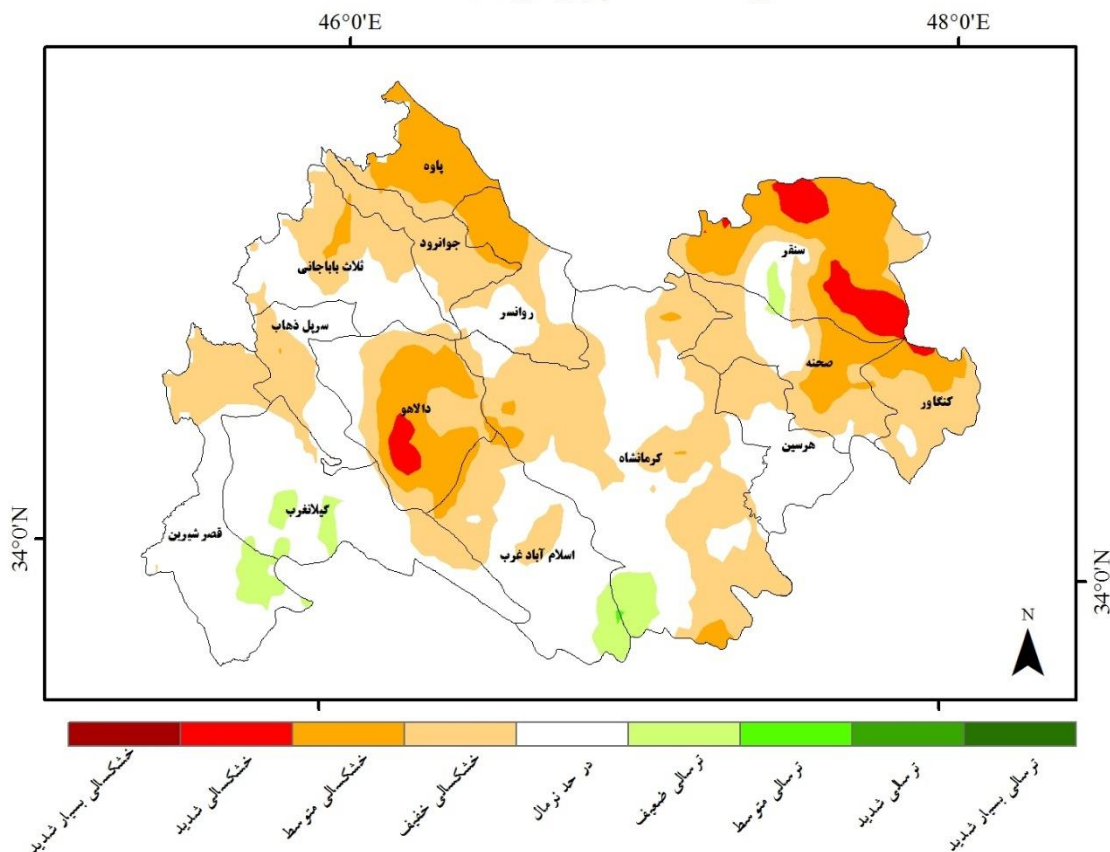 46°0'E 48°0'E
پاوه
جوانرود
سنقر
ثلاث باباجانی
روانسر
سرپل ذهاب
صحنه
کنگاور
دالاهو
هرسین
کرمانشاه
گیلانغرب
قصر شیرین
اسلام آباد غرب
34°0'N
34°0'N
N
خشکسالی بسیار شدید
خشکسالی شدید
خشکسالی متوسط
خشکسالی خفیف
در حد نرمال
ترسالی ضعیف
ترسالی متوسط
ترسالی شدید
ترسالی بسیار شدید